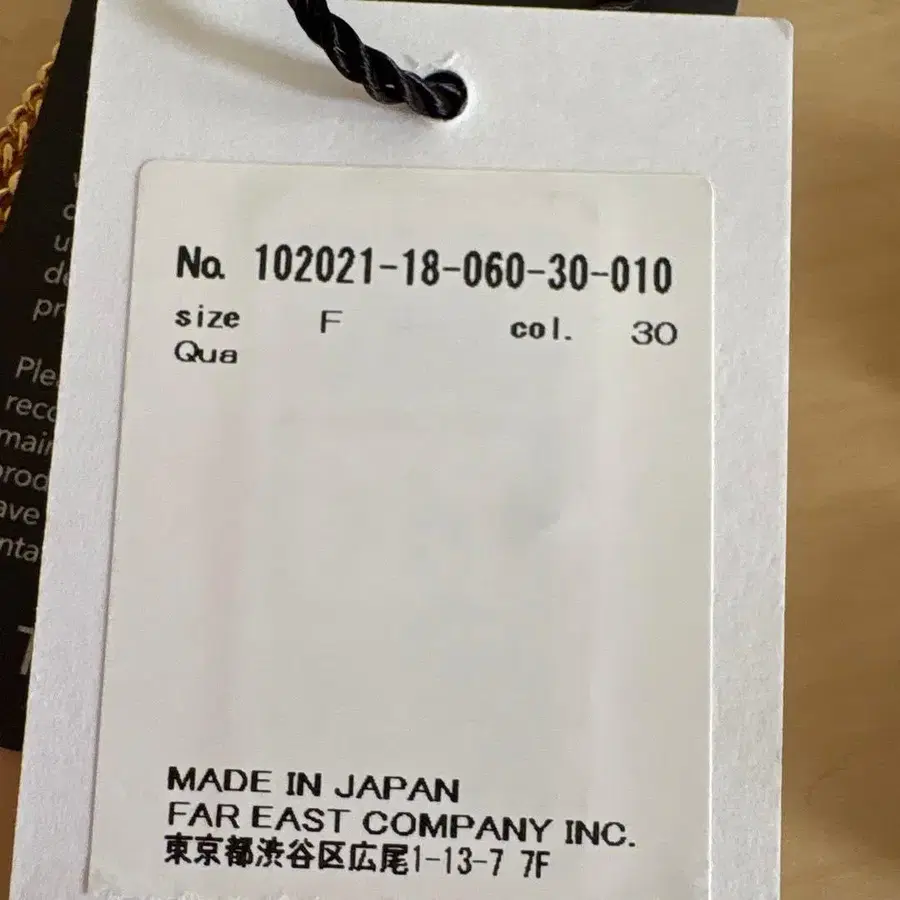 No. 102021-18-060-30-010
size F col. 30
Qua
MADE IN JAPAN
FAR EAST COMPANY INC.
東京都渋谷区広尾1-13-7 7F